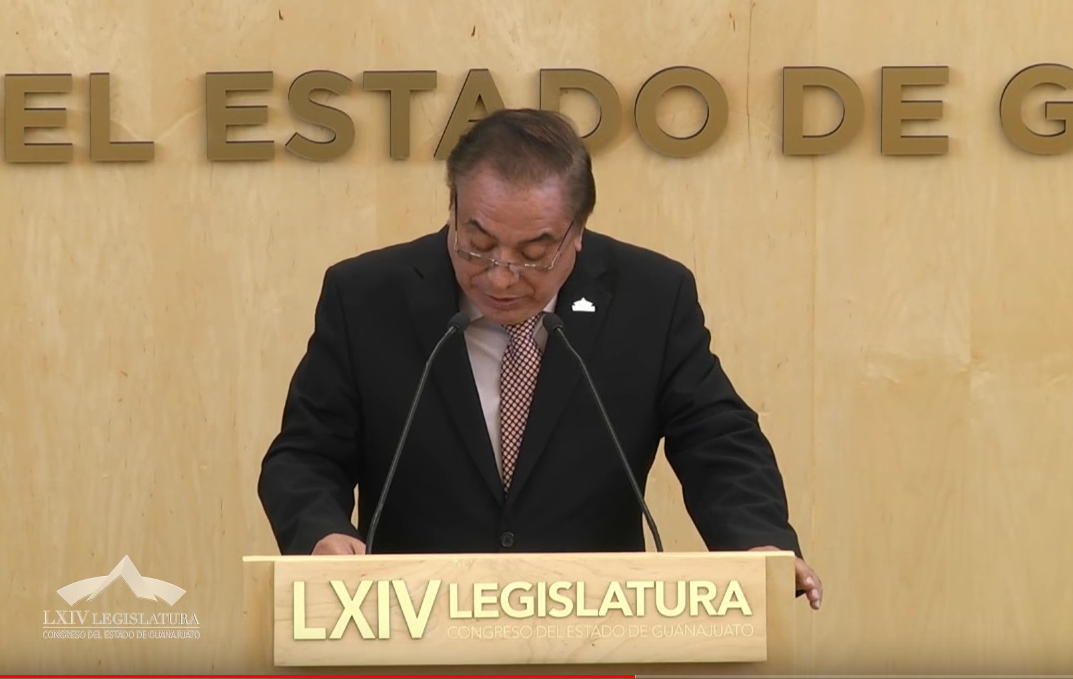 EL ESTADO DE G
LXIV LEGISLATURA
CONGRESO DEL ESTADO DE GUANAJUATO
LXIV LEGISLATURA
CONGRESO DEL ESTADO DE GUANAJUATO